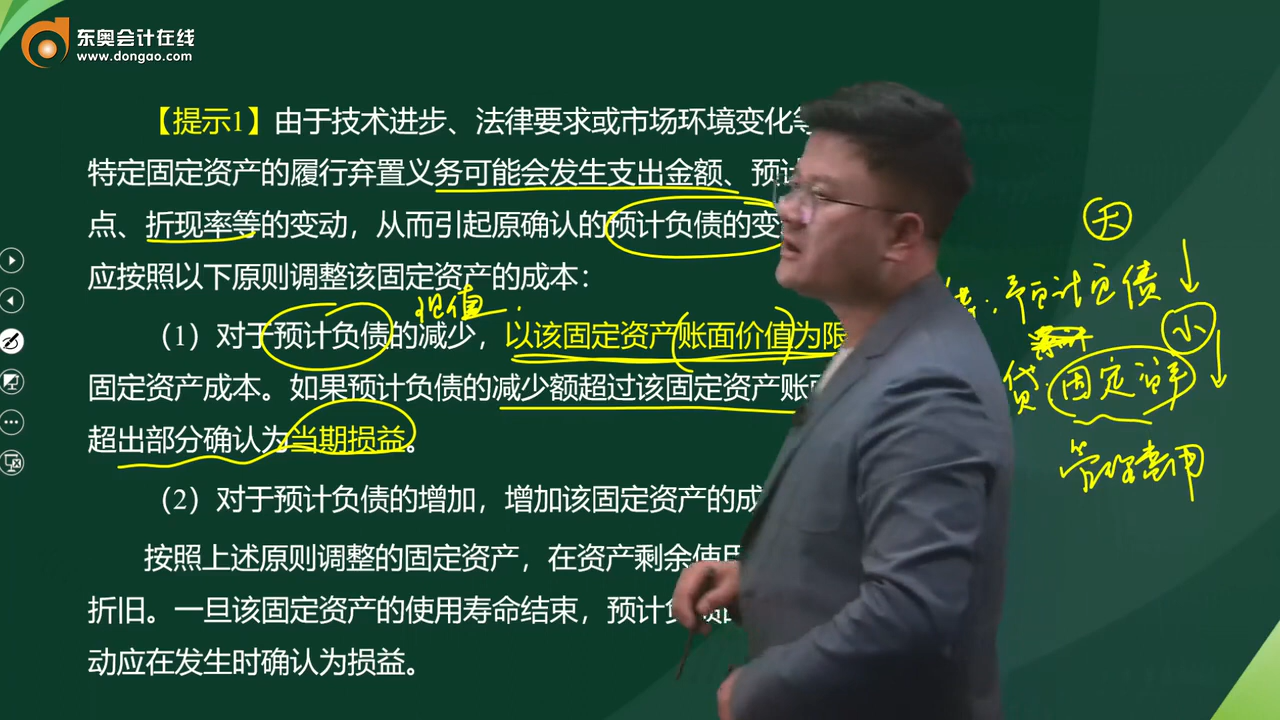 东奥会计在线
www.dongao.com
【提示1】由于技术进步、法律要求或市场环境变化等
特定固定资产的履行弃置义务可能会发生支出金额、预计
点、折现率等的变动，从而引起原确认的预计负债的变
应按照以下原则调整该固定资产的成本：
现值
（1）对于预计负债的减少，以该固定资产账面价值为限
固定资产成本。如果预计负债的减少额超过该固定资产账面
超出部分确认为当期损益。
（2）对于预计负债的增加，增加该固定资产的成
按照上述原则调整的固定资产，在资产剩余使用
折旧。一旦该固定资产的使用寿命结束，预计负债的
动应在发生时确认为损益。
大
借：预计负债↓
小
贷：固定资产↓
管理费用